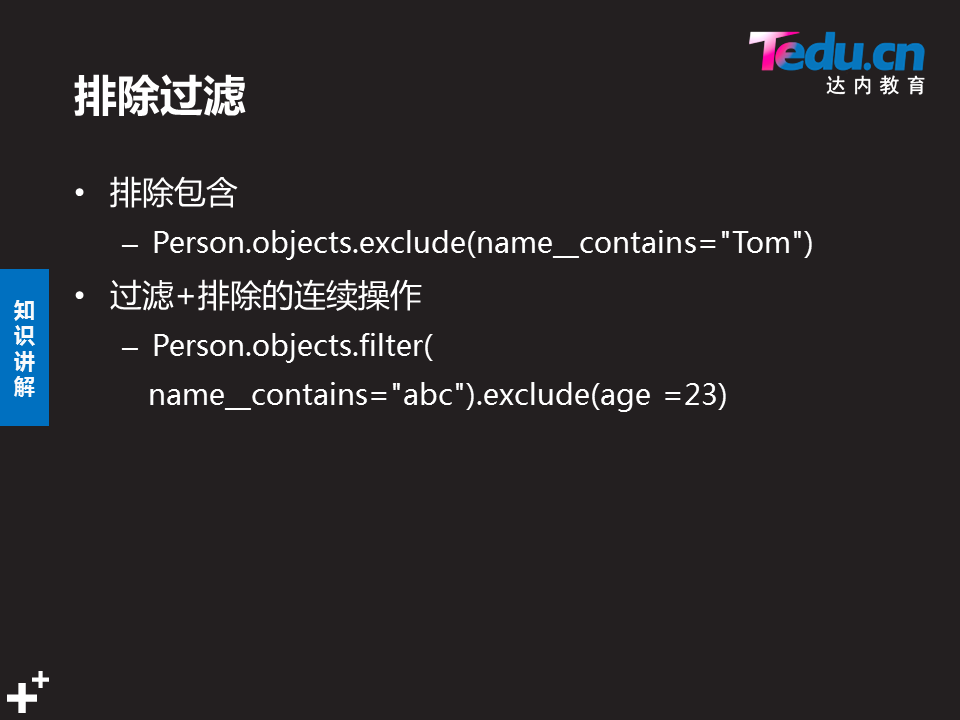 Tedu.cn
达内教育
排除过滤
• 排除包含
– Person.objects.exclude(name__contains="Tom")
• 过滤+排除的连续操作
– Person.objects.filter(
name__contains="abc").exclude(age =23)
知
识
讲
解